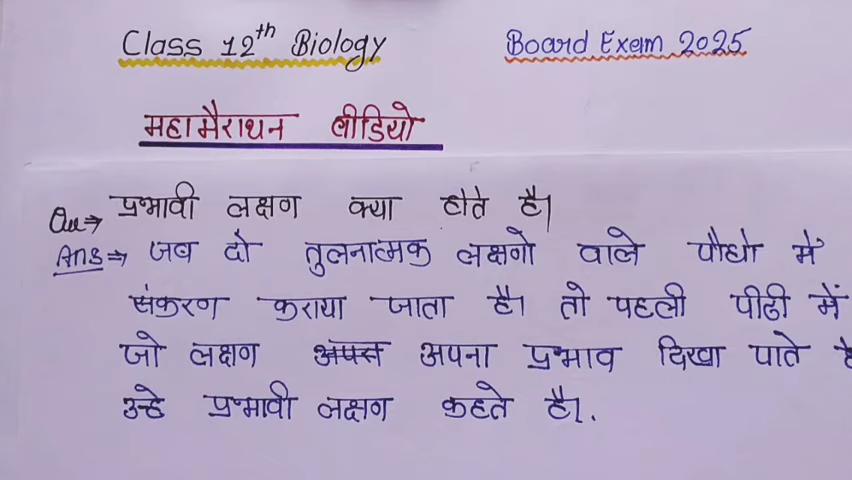 Class 12th Biology Board Exam 2025
महामैराथन वीडियो
Qu⇒ प्रभावी लक्षण क्या होते है।
Ans⇒ जब दो तुलनात्मक लक्षणो वाले पौधो में
संकरण कराया जाता है। तो पहली पीढी में
जो लक्षण अपना प्रभाव दिखा पाते है
उन्हे प्रभावी लक्षण कहते है।.